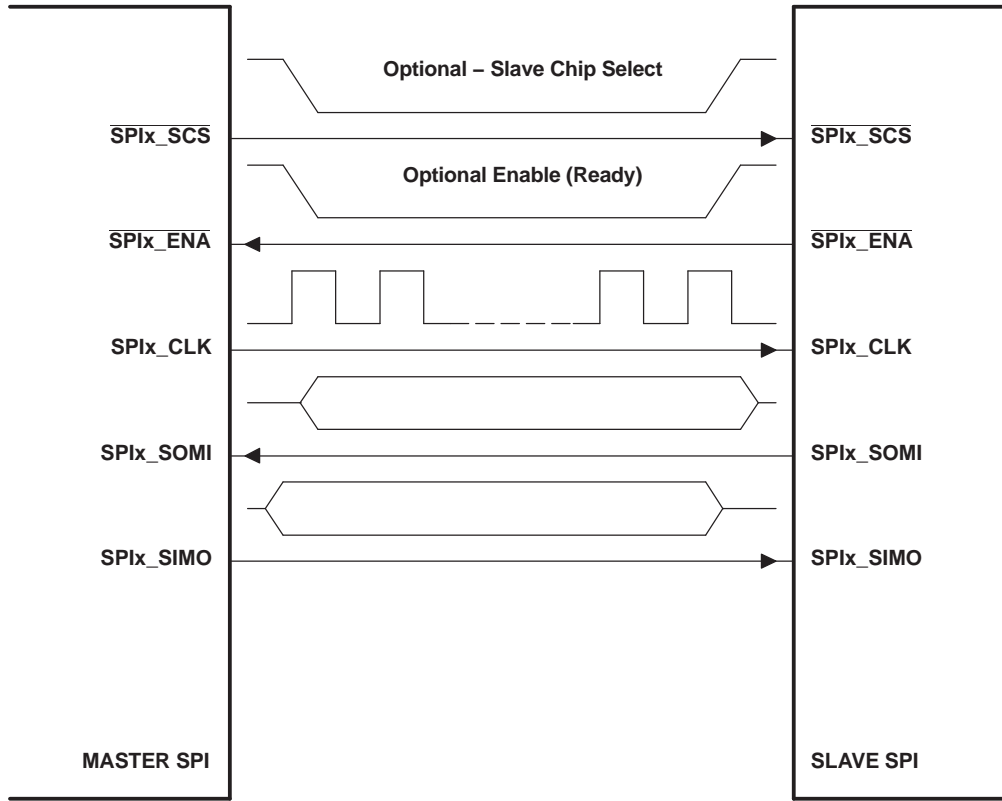 Optional – Slave Chip Select
SPIx_SCS SPIx_SCS
Optional Enable (Ready)
SPIx_ENA SPIx_ENA
SPIx_CLK SPIx_CLK
SPIx_SOMI SPIx_SOMI
SPIx_SIMO SPIx_SIMO
MASTER SPI SLAVE SPI